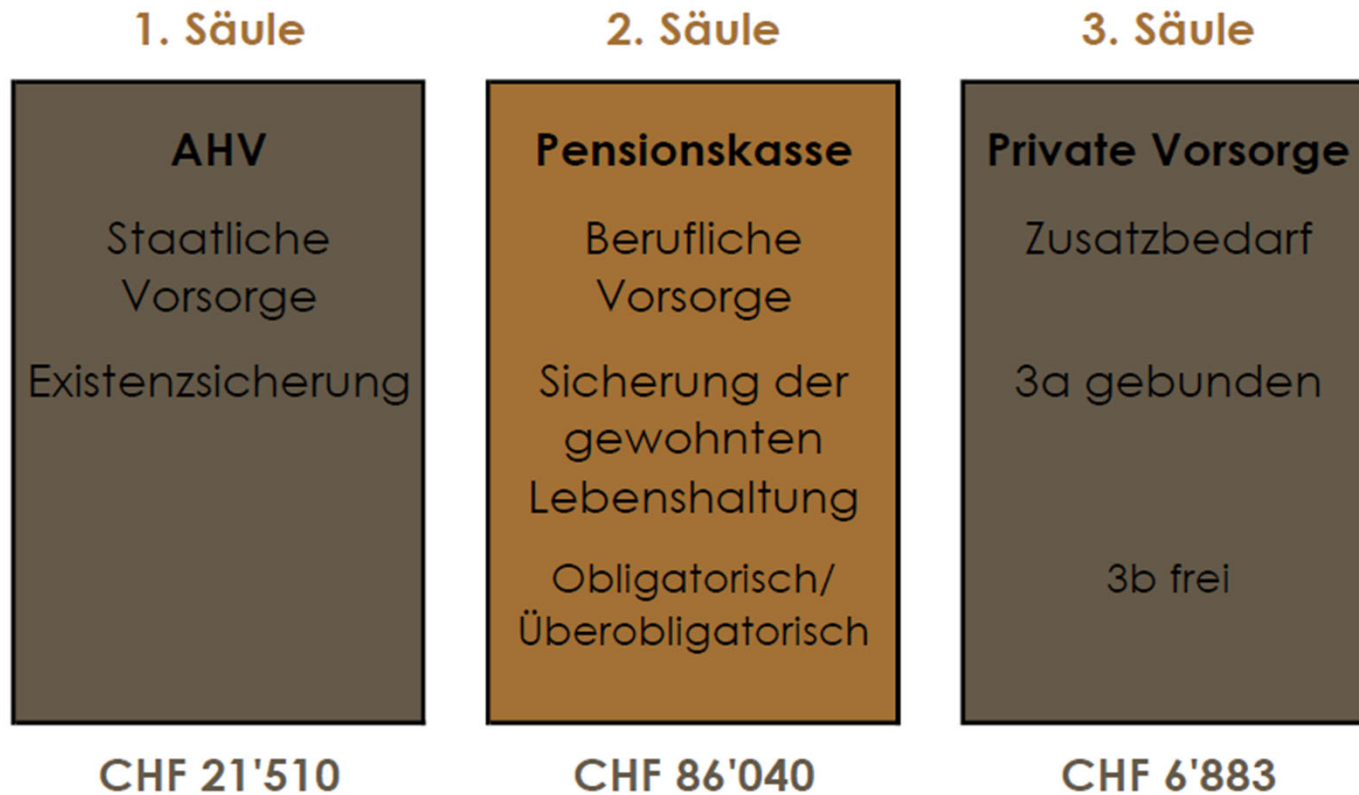 1. Säule
2. Säule
3. Säule
AHV
Staatliche
Vorsorge
Existenzsicherung
Pensionskasse
Berufliche
Vorsorge
Sicherung der
gewohnten
Lebenshaltung
Obligatorisch/
Überobligatorisch
Private Vorsorge
Zusatzbedarf
3a gebunden
3b frei
CHF 21'510
CHF 86'040
CHF 6'883